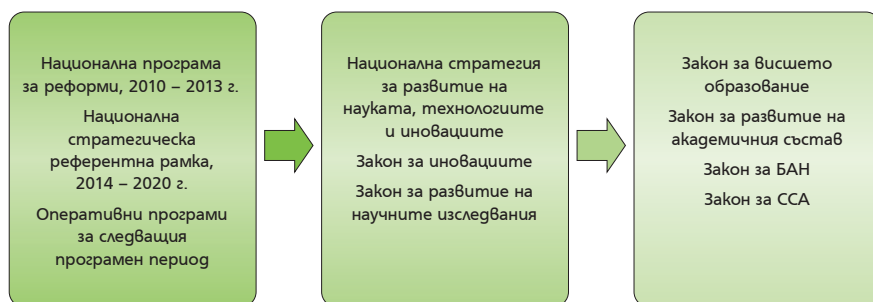 Национална програма
за реформи, 2010 – 2013 г.
Национална
стратегическа
референтна рамка,
2014 – 2020 г.
Оперативни програми
за следващия
програмен период
Национална стратегия
за развитие на
науката, технологиите
и иновациите
Закон за иновациите
Закон за развитие на
научните изследвания
Закон за висшето
образование
Закон за развитие на
академичния състав
Закон за БАН
Закон за ССА